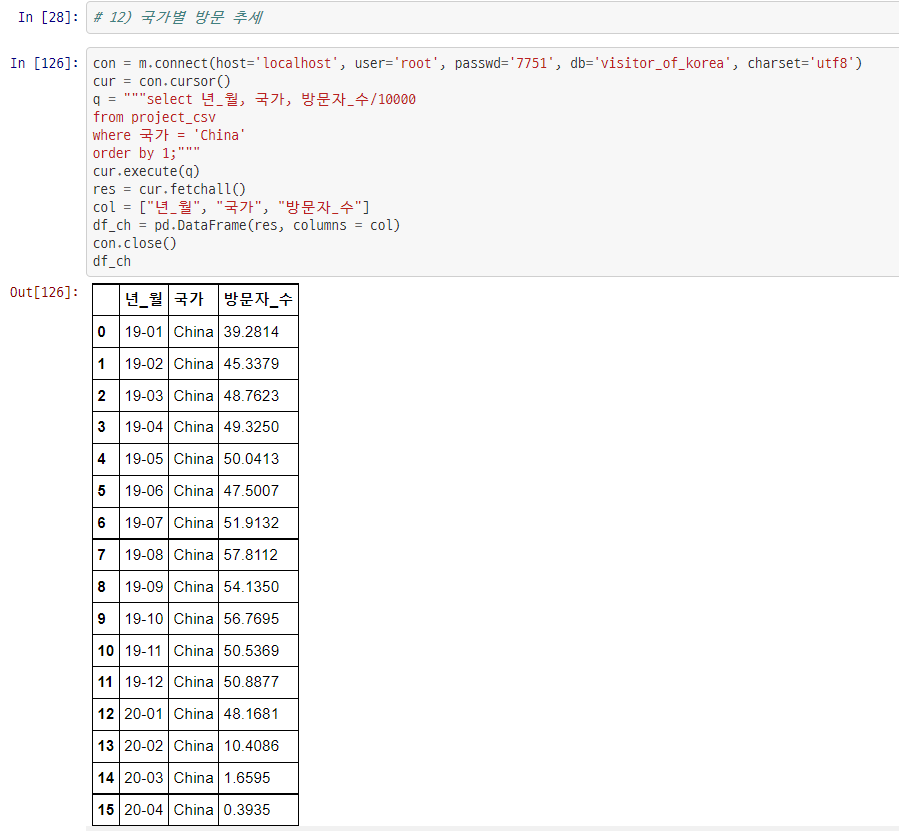 In [28]: # 12) 국가별 방문 추세
In [126]: con = m.connect(host='localhost', user='root', passwd='7751', db='visitor_of_korea', charset='utf8')
cur = con.cursor()
q = """select 년_월, 국가, 방문자_수/10000
from project_csv
where 국가 = 'China'
order by 1;"""
cur.execute(q)
res = cur.fetchall()
col = ["년_월", "국가", "방문자_수"]
df_ch = pd.DataFrame(res, columns = col)
con.close()
df_ch
Out[126]:
년_월 국가 방문자_수
0 19-01 China 39.2814
1 19-02 China 45.3379
2 19-03 China 48.7623
3 19-04 China 49.3250
4 19-05 China 50.0413
5 19-06 China 47.5007
6 19-07 China 51.9132
7 19-08 China 57.8112
8 19-09 China 54.1350
9 19-10 China 56.7695
10 19-11 China 50.5369
11 19-12 China 50.8877
12 20-01 China 48.1681
13 20-02 China 10.4086
14 20-03 China 1.6595
15 20-04 China 0.3935